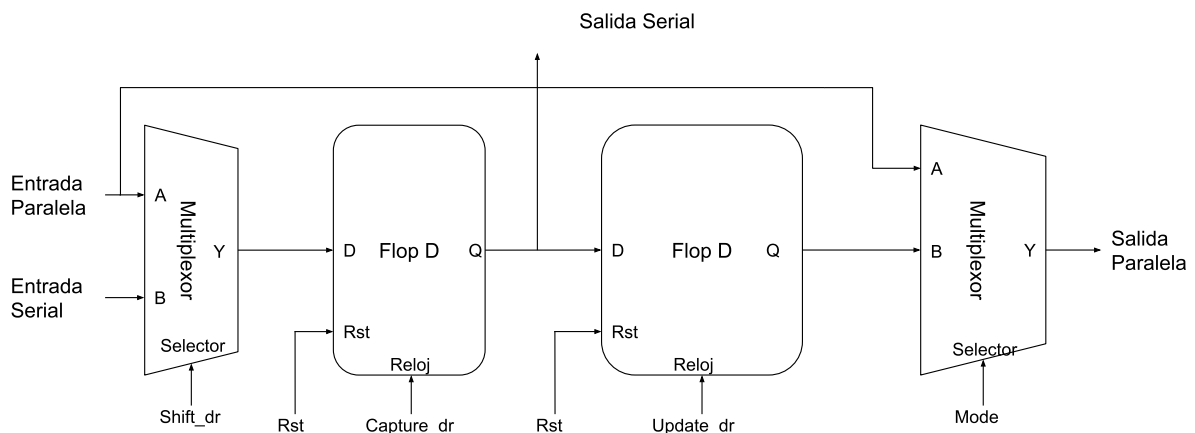 Salida Serial
Entrada
Paralela
A
Multiplexor
Y
D
Flop D
Q
D
Flop D
Q
A
Multiplexor
B
Y
Salida
Paralela
Entrada
Serial
B
Selector
Rst
Reloj
Rst
Reloj
Selector
Shift_dr
Rst
Capture_dr
Rst
Update_dr
Mode